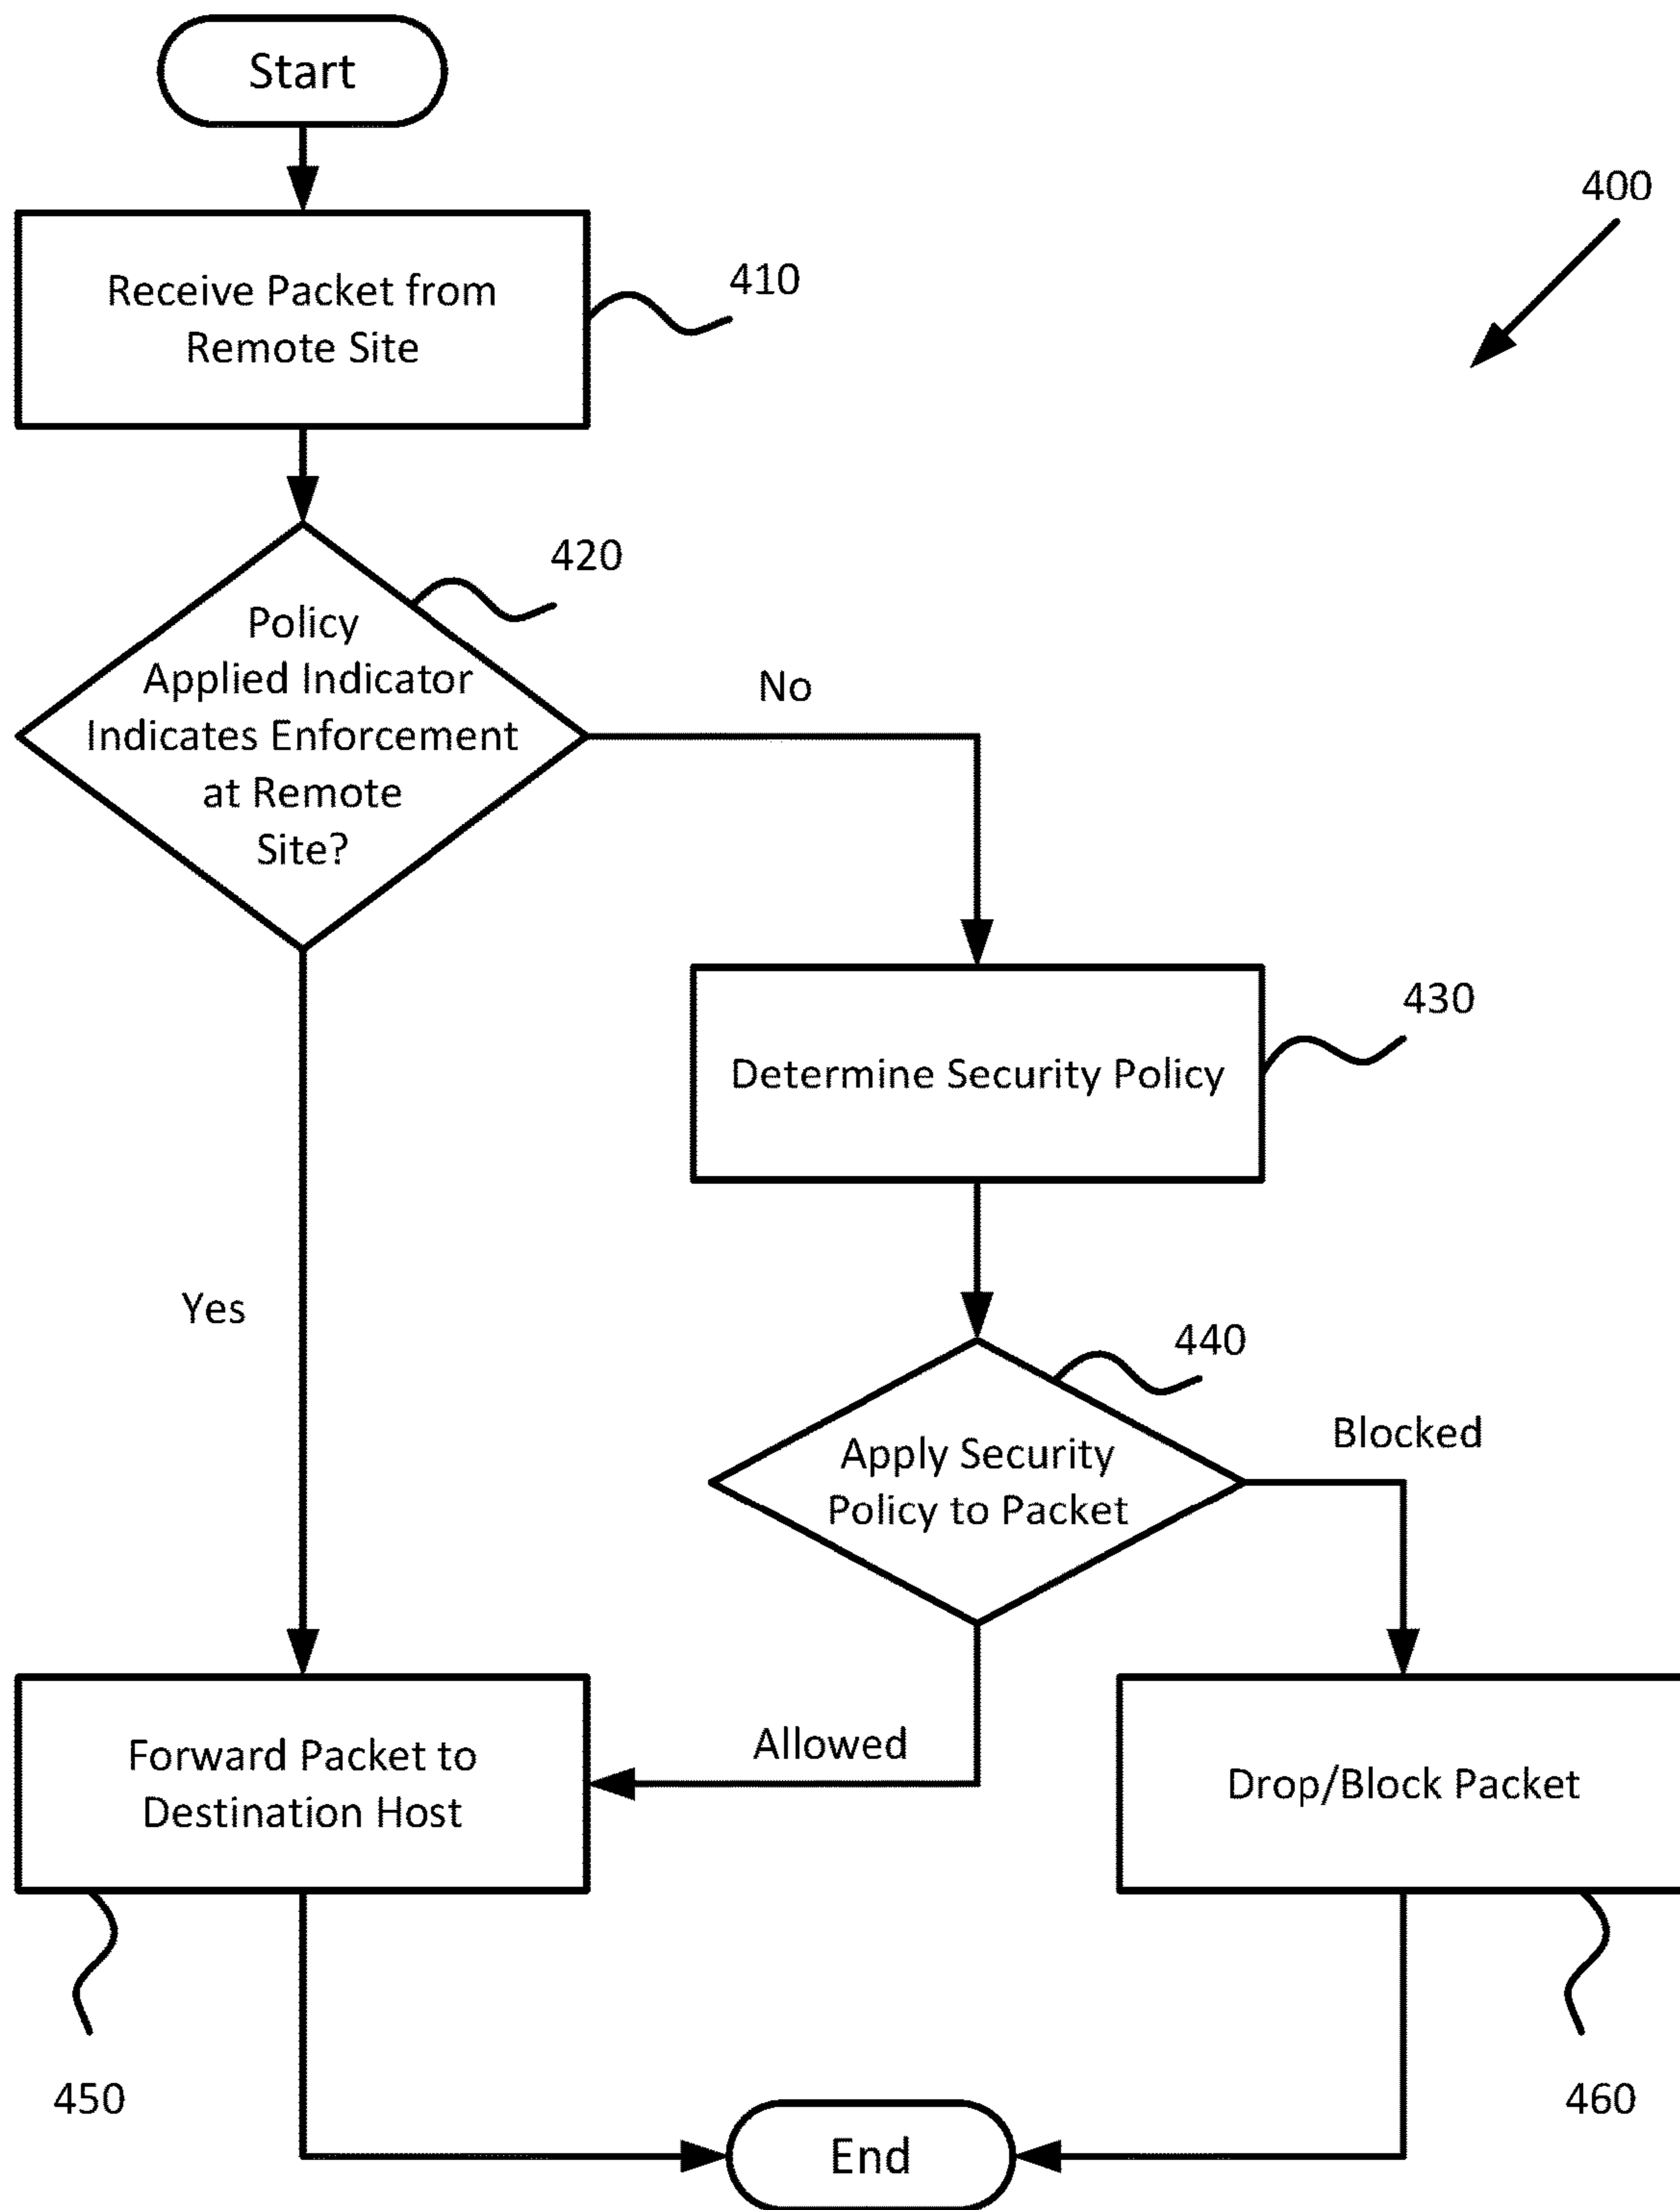 Start
400
Receive Packet from
Remote Site
410
420
Policy
Applied Indicator
Indicates Enforcement
at Remote
Site?
No
430
Determine Security Policy
Yes
440
Apply Security
Policy to Packet
Blocked
Allowed
Forward Packet to
Destination Host
Drop/Block Packet
450
460
End